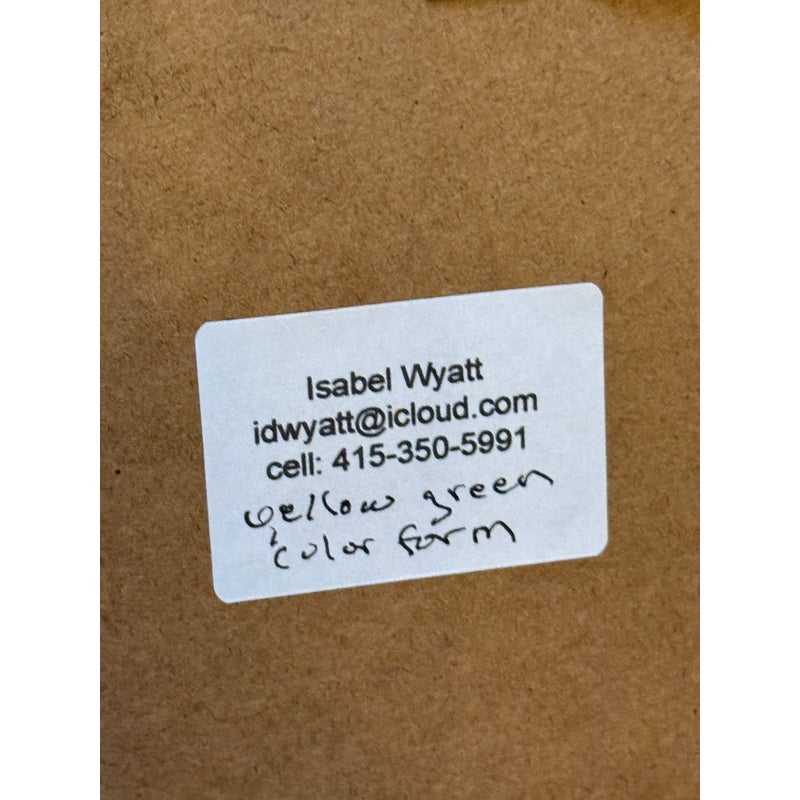 Isabel Wyatt
idwyatt@icloud.com
cell: 415-350-5991
yellow green
color form